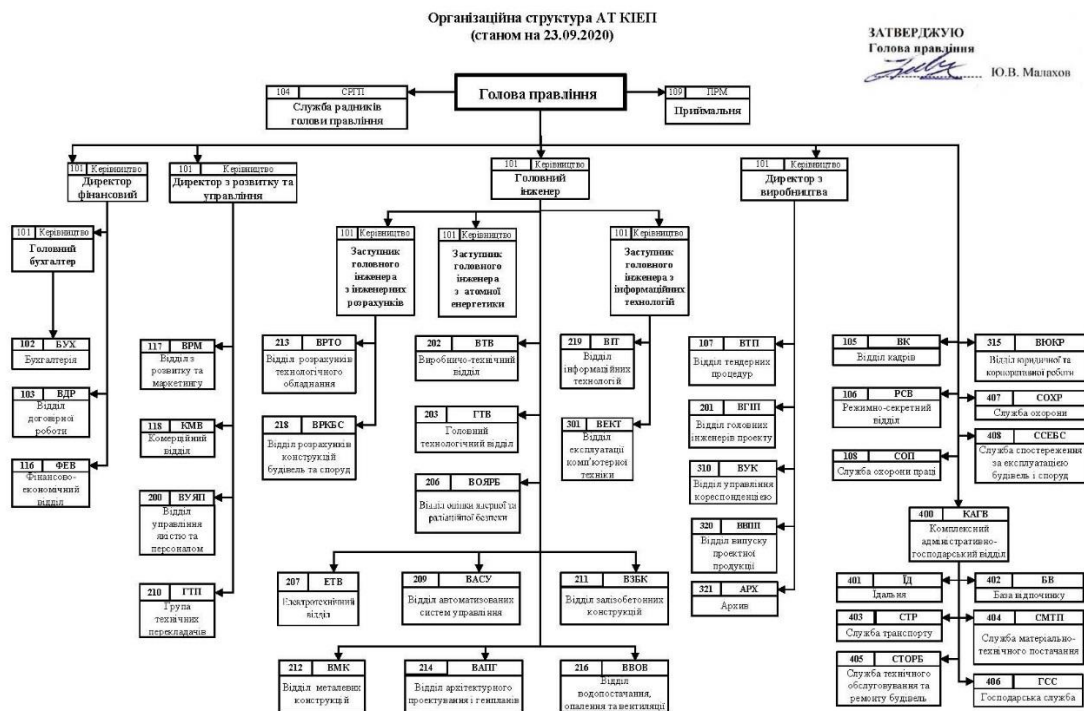 Організаційна структура АТ КІЕП
(станом на 23.09.2020)
ЗАТВЕРДЖУЮ
Голова правління
Ю.В. Малахов
104 СРГП
Служба радників
голови правління
Голова правління
109 ПРМ
Приймальня
101 Керівництво
Директор
фінансовий
101 Керівництво
Директор з розвитку та
управління
101 Керівництво
Головний
інженер
101 Керівництво
Директор з
виробництва
101 Керівництво
Головний
бухгалтер
101 Керівництво
Заступник
головного
інженера
з інженерних
розрахунків
101 Керівництво
Заступник
головного
інженера
з атомної
енергетики
101 Керівництво
Заступник
головного
інженера з
інформаційних
технологій
102 БУХ
Бухгалтерія
103 ВДР
Відділ
договірної
роботи
116 ФЕВ
Фінансово-
економічний
відділ
117 ВРМ
Відділ з
розвитку та
маркетингу
118 КМВ
Комерційний
відділ
200 ВУЯП
Відділ
управління
якістю та
персоналом
210 ГТП
Група
технічних
перекладачів
213 ВРТО
Відділ розрахунків
технологічного
обладнання
218 ВРКБС
Відділ розрахунків
конструкцій
будівель та споруд
202 ВТВ
Виробничо-технічний
відділ
203 ГТВ
Головний
технологічний відділ
206 ВОЯРБ
Відділ оцінки ядерної та
радіаційної безпеки
219 ВІТ
Відділ
інформаційних
технологій
301 ВЕКТ
Відділ
експлуатації
комп'ютерної
техніки
107 ВТП
Відділ тендерних
процедур
201 ВГІП
Відділ головних
інженерів проекту
310 ВУК
Відділ управління
кореспонденцією
320 ВВПП
Відділ випуску
проектної
продукції
321 АРХ
Архив
105 ВК
Відділ кадрів
106 РСВ
Режимно-секретний
відділ
108 СОП
Служба охорони праці
315 ВЮКР
Відділ юридичної та
корпоративної роботи
407 СОХР
Служба охорони
408 ССЕБС
Служба спостереження
за експлуатацією
будівель і споруд
400 КАГВ
Комплексний
адміністративно-
господарський відділ
401 ЇД
Їдальня
402 БВ
База відпочинку
403 СТР
Служба транспорту
404 СМТП
Служба матеріально-
технічного постачання
405 СТОРБ
Служба технічного
обслуговування та
ремонту будівель
406 ГСС
Господарська служба
207 ЕТВ
Електротехнічний
відділ
209 ВАСУ
Відділ автоматизованих
систем управління
211 ВЗБК
Відділ залізобетонних
конструкцій
212 ВМК
Відділ металевих
конструкцій
214 ВАПГ
Відділ архітектурного
проектування і генпланів
216 ВВОВ
Відділ
водопостачання,
опалення та вентиляції